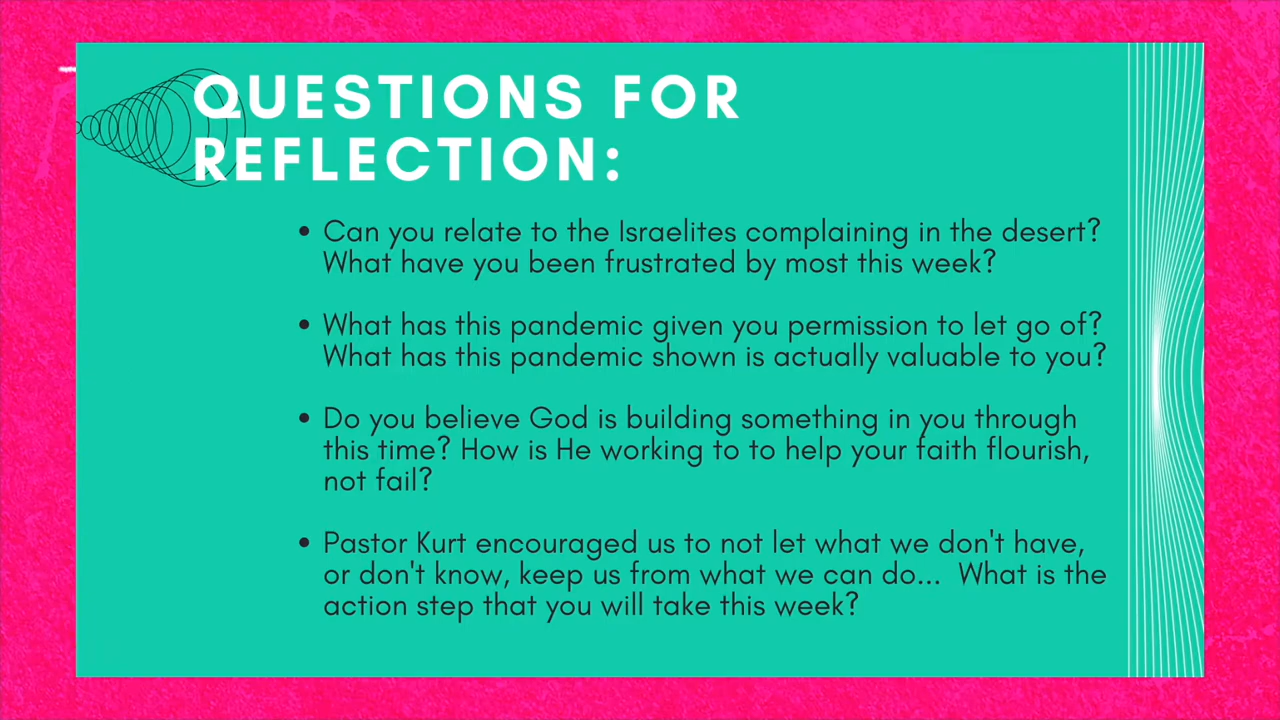 QUESTIONS FOR
REFLECTION:
• Can you relate to the Israelites complaining in the desert?
What have you been frustrated by most this week?
• What has this pandemic given you permission to let go of?
What has this pandemic shown is actually valuable to you?
• Do you believe God is building something in you through
this time? How is He working to to help your faith flourish,
not fail?
• Pastor Kurt encouraged us to not let what we don't have,
or don't know, keep us from what we can do... What is the
action step that you will take this week?